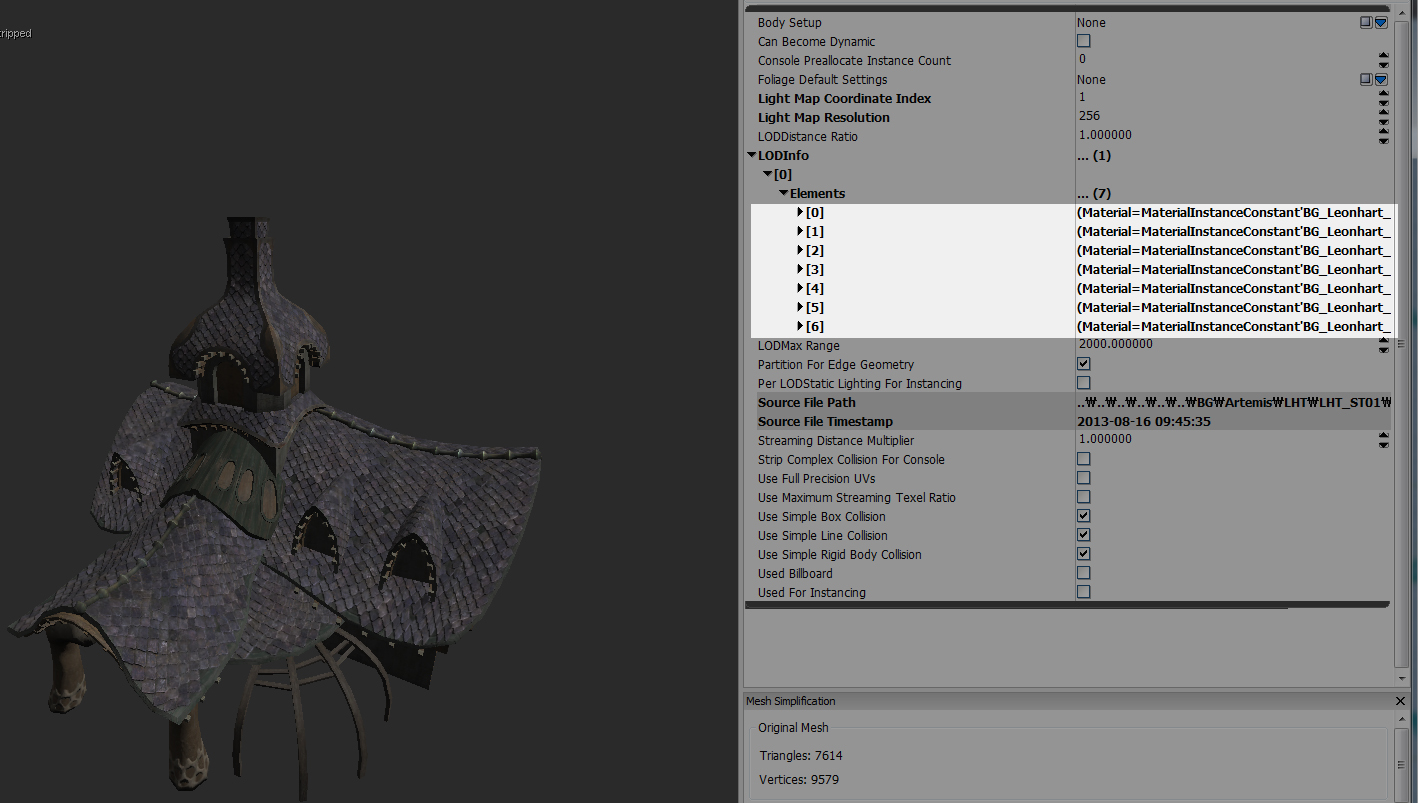 ripped
Body Setup None
Can Become Dynamic
Console Preallocate Instance Count 0
Foliage Default Settings None
Light Map Coordinate Index 1
Light Map Resolution 256
LODDistance Ratio 1.000000
LODInfo ... (1)
[0]
Elements ... (7)
[0] (Material=MaterialInstanceConstant'BG_Leonhart_
[1] (Material=MaterialInstanceConstant'BG_Leonhart_
[2] (Material=MaterialInstanceConstant'BG_Leonhart_
[3] (Material=MaterialInstanceConstant'BG_Leonhart_
[4] (Material=MaterialInstanceConstant'BG_Leonhart_
[5] (Material=MaterialInstanceConstant'BG_Leonhart_
[6] (Material=MaterialInstanceConstant'BG_Leonhart_
LODMax Range 2000.000000
Partition For Edge Geometry
Per LODStatic Lighting For Instancing
Source File Path ..₩..₩..₩..₩..₩..₩BG₩Artemis₩LHT₩LHT_ST01₩
Source File Timestamp 2013-08-16 09:45:35
Streaming Distance Multiplier 1.000000
Strip Complex Collision For Console
Use Full Precision UVs
Use Maximum Streaming Texel Ratio
Use Simple Box Collision
Use Simple Line Collision
Use Simple Rigid Body Collision
Used Billboard
Used For Instancing
Mesh Simplification
Original Mesh
Triangles: 7614
Vertices: 9579